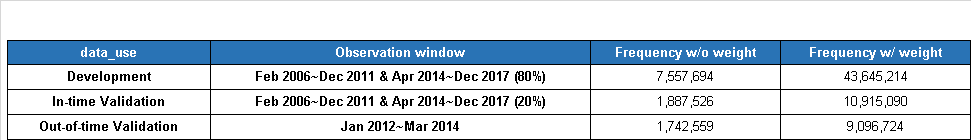 data_use Observation window Frequency w/o weight Frequency w/ weight
Development Feb 2006~Dec 2011 & Apr 2014~Dec 2017 (80%) 7,557,694 43,645,214
In-time Validation Feb 2006~Dec 2011 & Apr 2014~Dec 2017 (20%) 1,887,526 10,915,090
Out-of-time Validation Jan 2012~Mar 2014 1,742,559 9,096,724